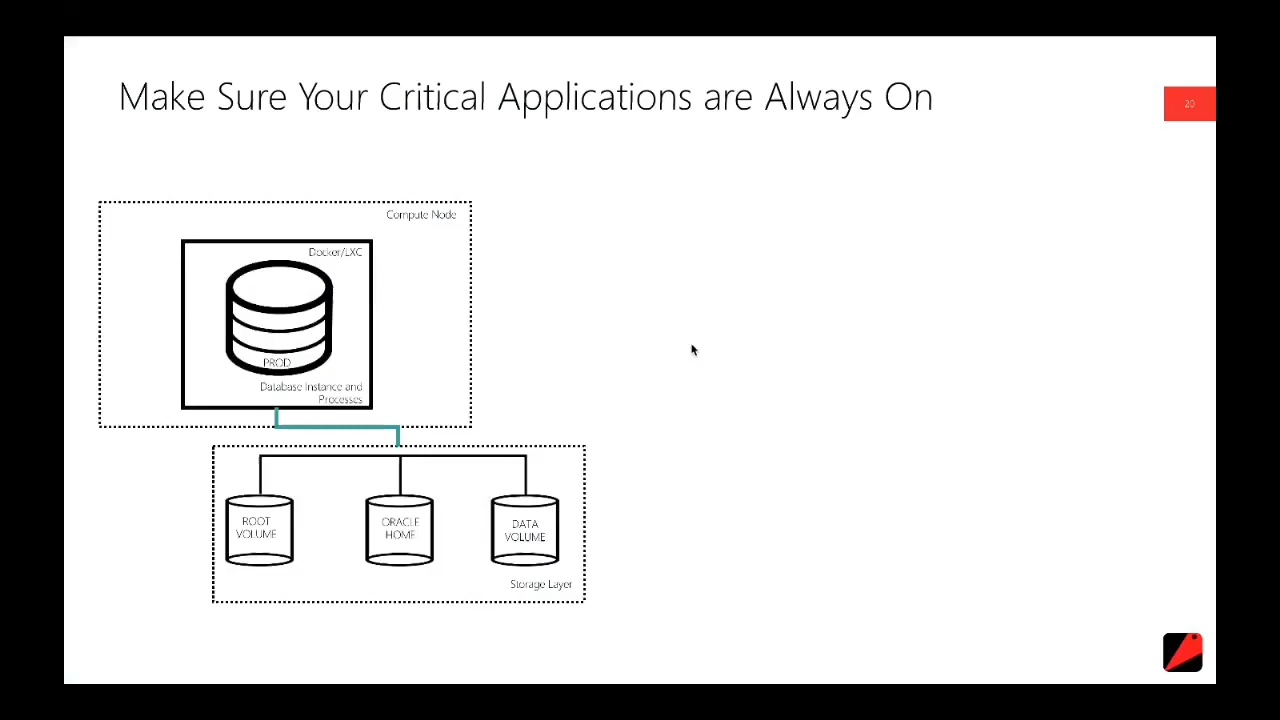 Make Sure Your Critical Applications are Always On
20
Compute Node
Docker/LXC
PROD
Database Instance and
Processes
ROOT
VOLUME
ORACLE
HOME
DATA
VOLUME
Storage Layer